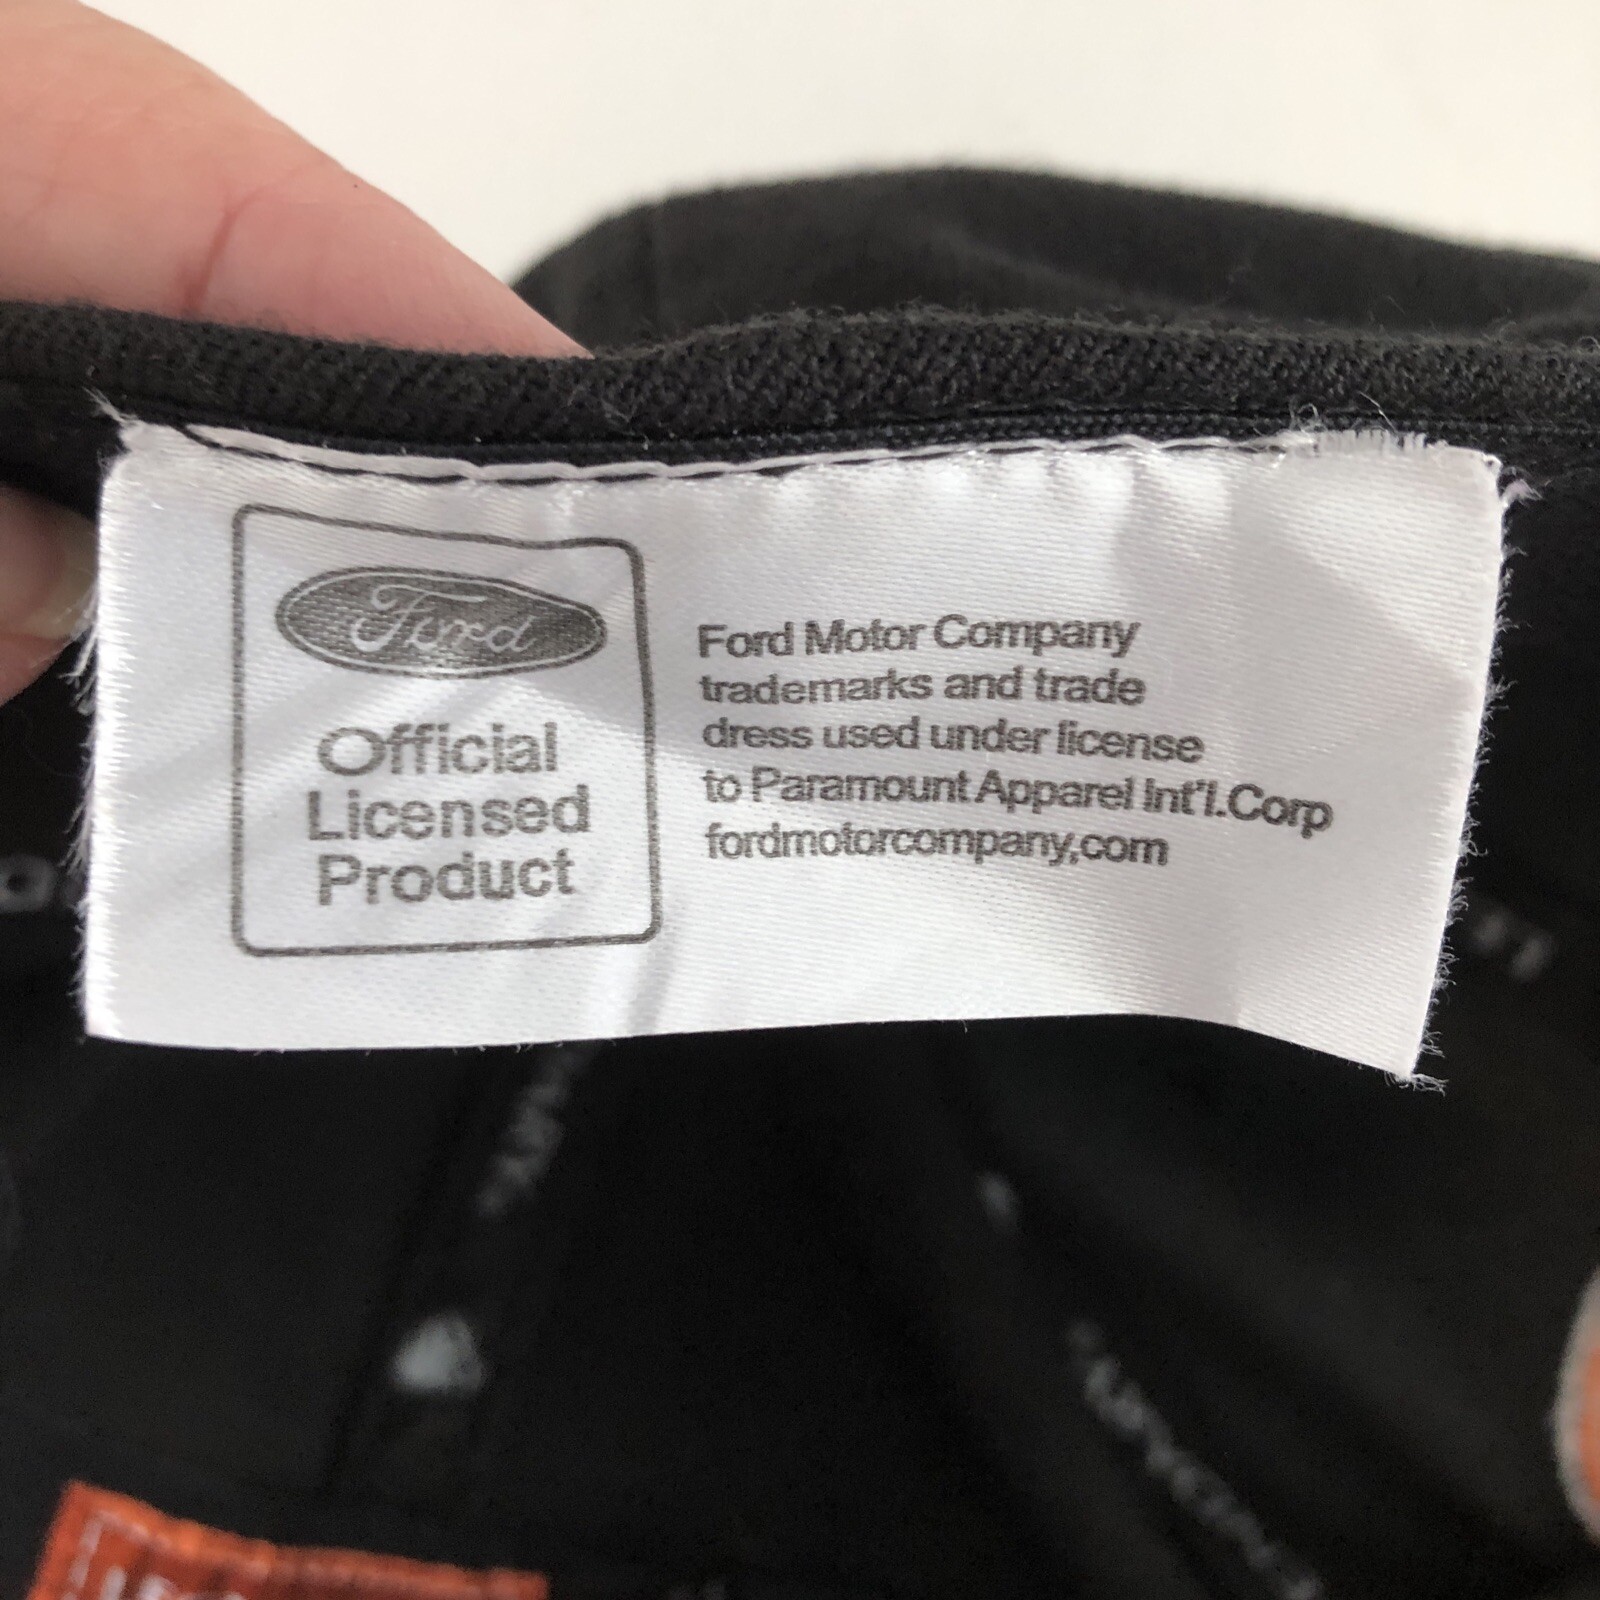 Ford
Official
Licensed
Product
Ford Motor Company
trademarks and trade
dress used under license
to Paramount Apparel Int'l.Corp
fordmotorcompany,com